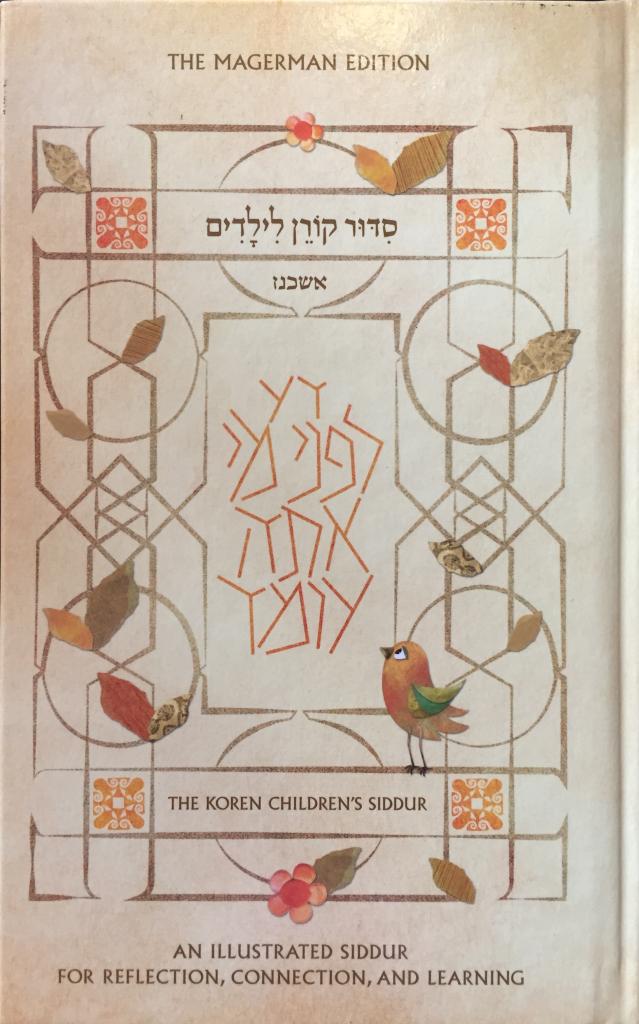 THE MAGERMAN EDITION
סִדּוּר קוֹרֵן לִילָדִים
אשכנז
דע
לפני מי
אתה
עומד
THE KOREN CHILDREN'S SIDDUR
AN ILLUSTRATED SIDDUR
FOR REFLECTION, CONNECTION, AND LEARNING